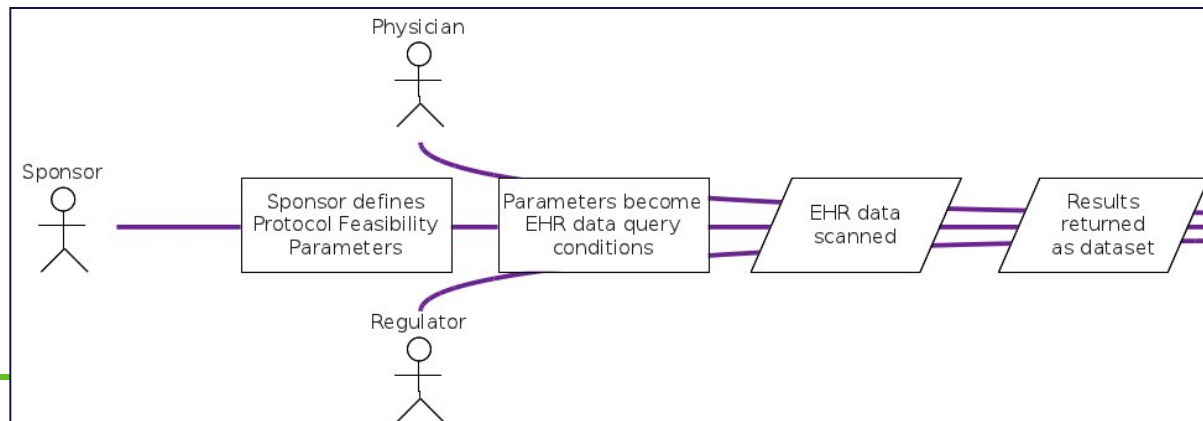 Physician
Sponsor
Sponsor defines
Protocol Feasibility
Parameters
Parameters become
EHR data query
conditions
EHR data
scanned
Results
returned
as dataset
Regulator